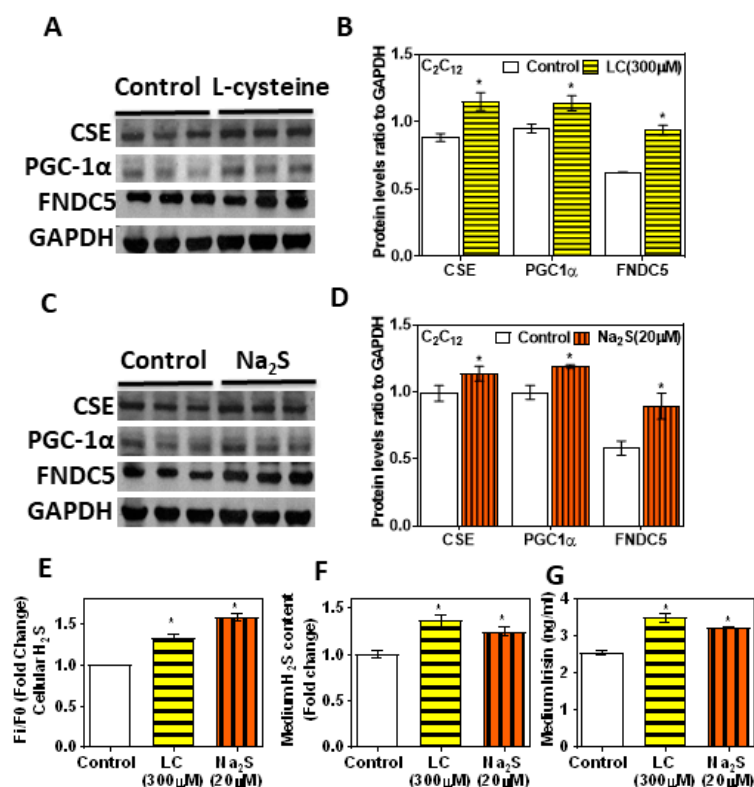 A
Control L-cysteine
CSE
PGC-1α
FNDC5
GAPDH
B
C₂C₁₂ Control LC(300µM)
Protein levels ratio to GAPDH
1.5
1.0
0.5
0.0
* * *
CSE PGC1α FNDC5
C
Control Na₂S
CSE
PGC-1α
FNDC5
GAPDH
D
C₂C₁₂ Control Na₂S(20µM)
Protein levels ratio to GAPDH
1.5
1.0
0.5
0.0
* * *
CSE PGC1α FNDC5
E
Fi/F0 (Fold Change)
Cellular H₂S
1.5
1.0
0.5
0.0
* *
Control LC Na₂S
(300µM) (20µM)
F
Medium H₂S content
(Fold change)
1.5
1.0
0.5
0.0
* *
Control LC Na₂S
(300µM) (20µM)
G
Medium Irisin (ng/ml)
4
3
2
1
0
* *
Control LC Na₂S
(300µM) (20µM)